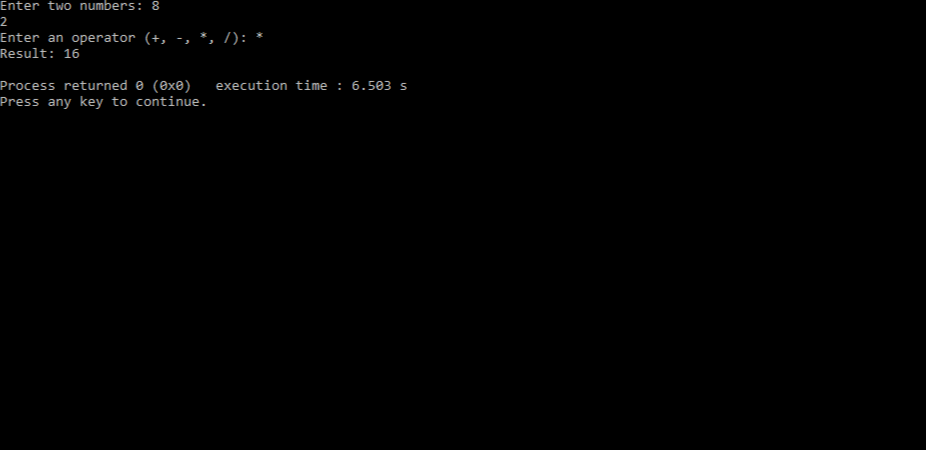 Enter two numbers: 8
2
Enter an operator (+, -, *, /): *
Result: 16
Process returned 0 (0x0)   execution time : 6.503 s
Press any key to continue.